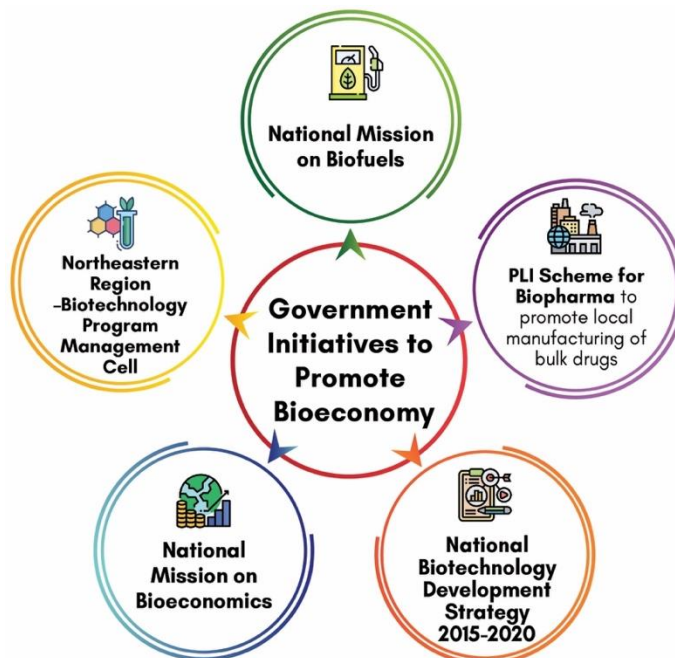 National Mission
on Biofuels
Northeastern
Region
-Biotechnology
Program
Management
Cell
PLI Scheme for
Biopharma to
promote local
manufacturing of
bulk drugs
Government
Initiatives to
Promote
Bioeconomy
National
Mission on
Bioeconomics
National
Biotechnology
Development
Strategy
2015-2020